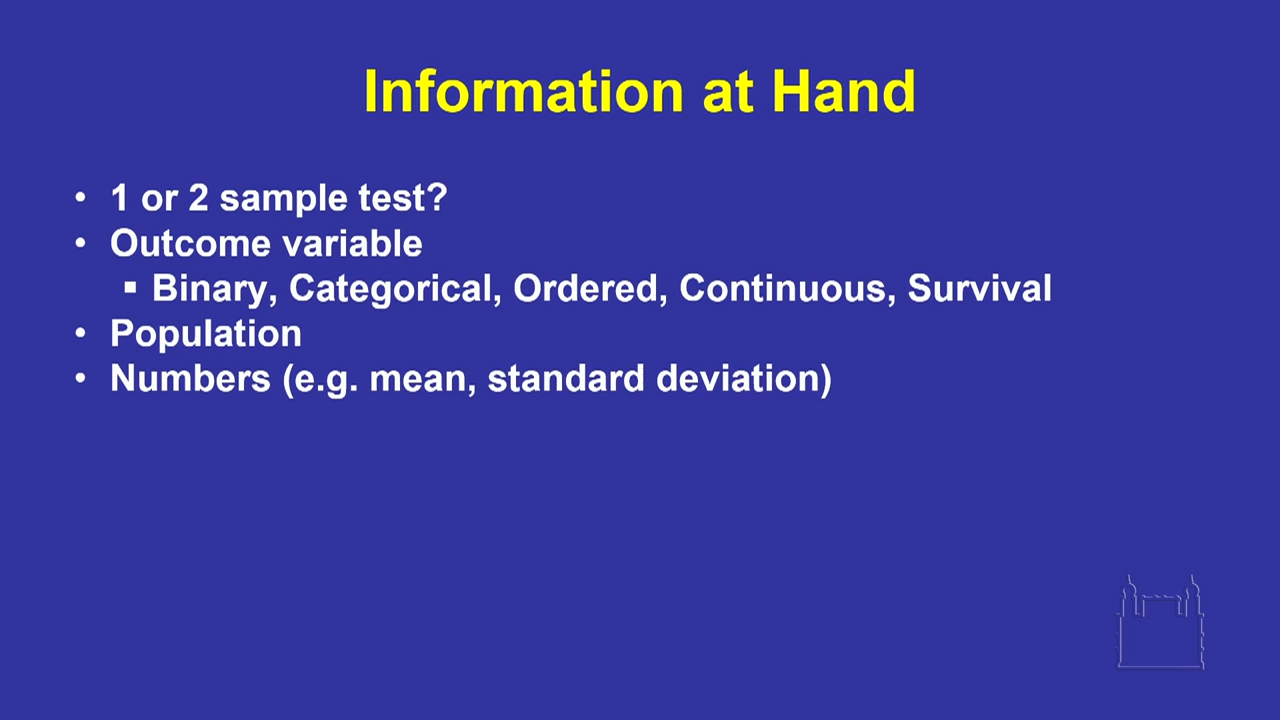 Information at Hand
• 1 or 2 sample test?
• Outcome variable
▪ Binary, Categorical, Ordered, Continuous, Survival
• Population
• Numbers (e.g. mean, standard deviation)